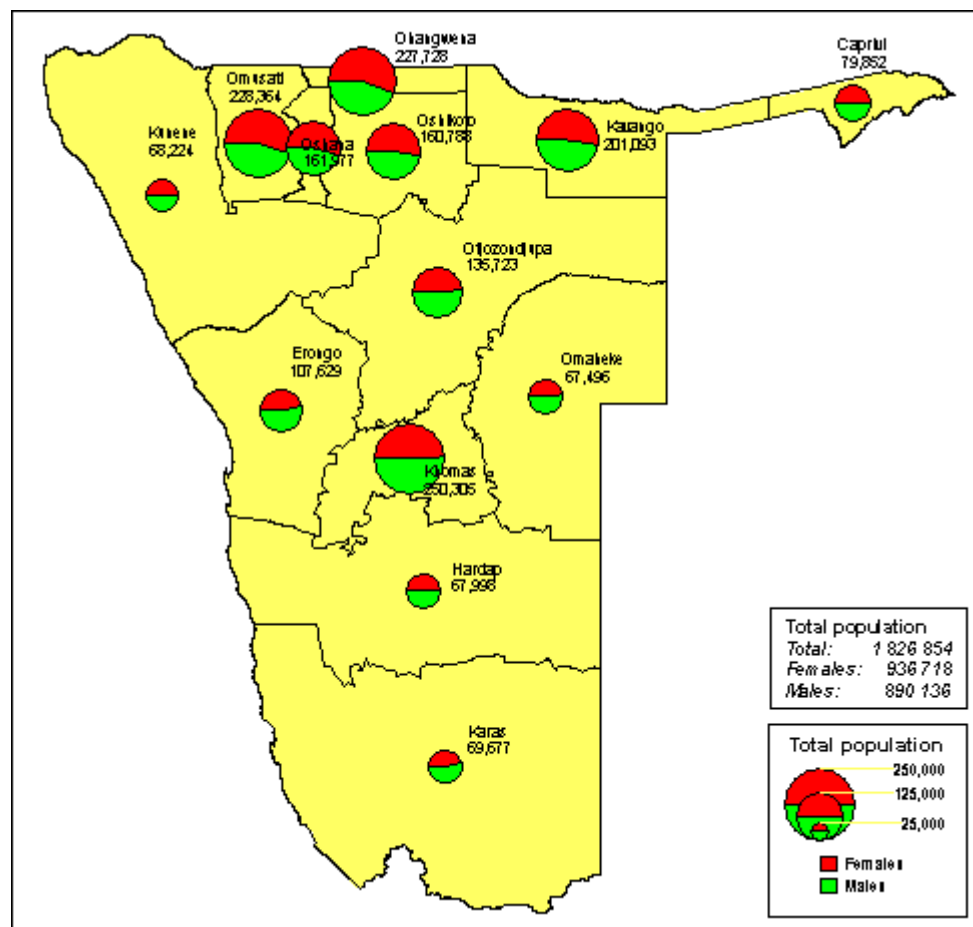 Ohangwena
227,728
Caprivi
79,852
Omusati
228,364
Oshikoto
160,788
Kunene
68,224
Oshana
161,977
Kavango
201,093
Otjozondjupa
135,723
Erongo
107,629
Omaheke
67,496
Khomas
250,305
Hardap
67,998
Karas
69,677
Total population
Total: 1 826 854
Females: 936 718
Males: 890 136
Total population
250,000
125,000
25,000
Females
Males